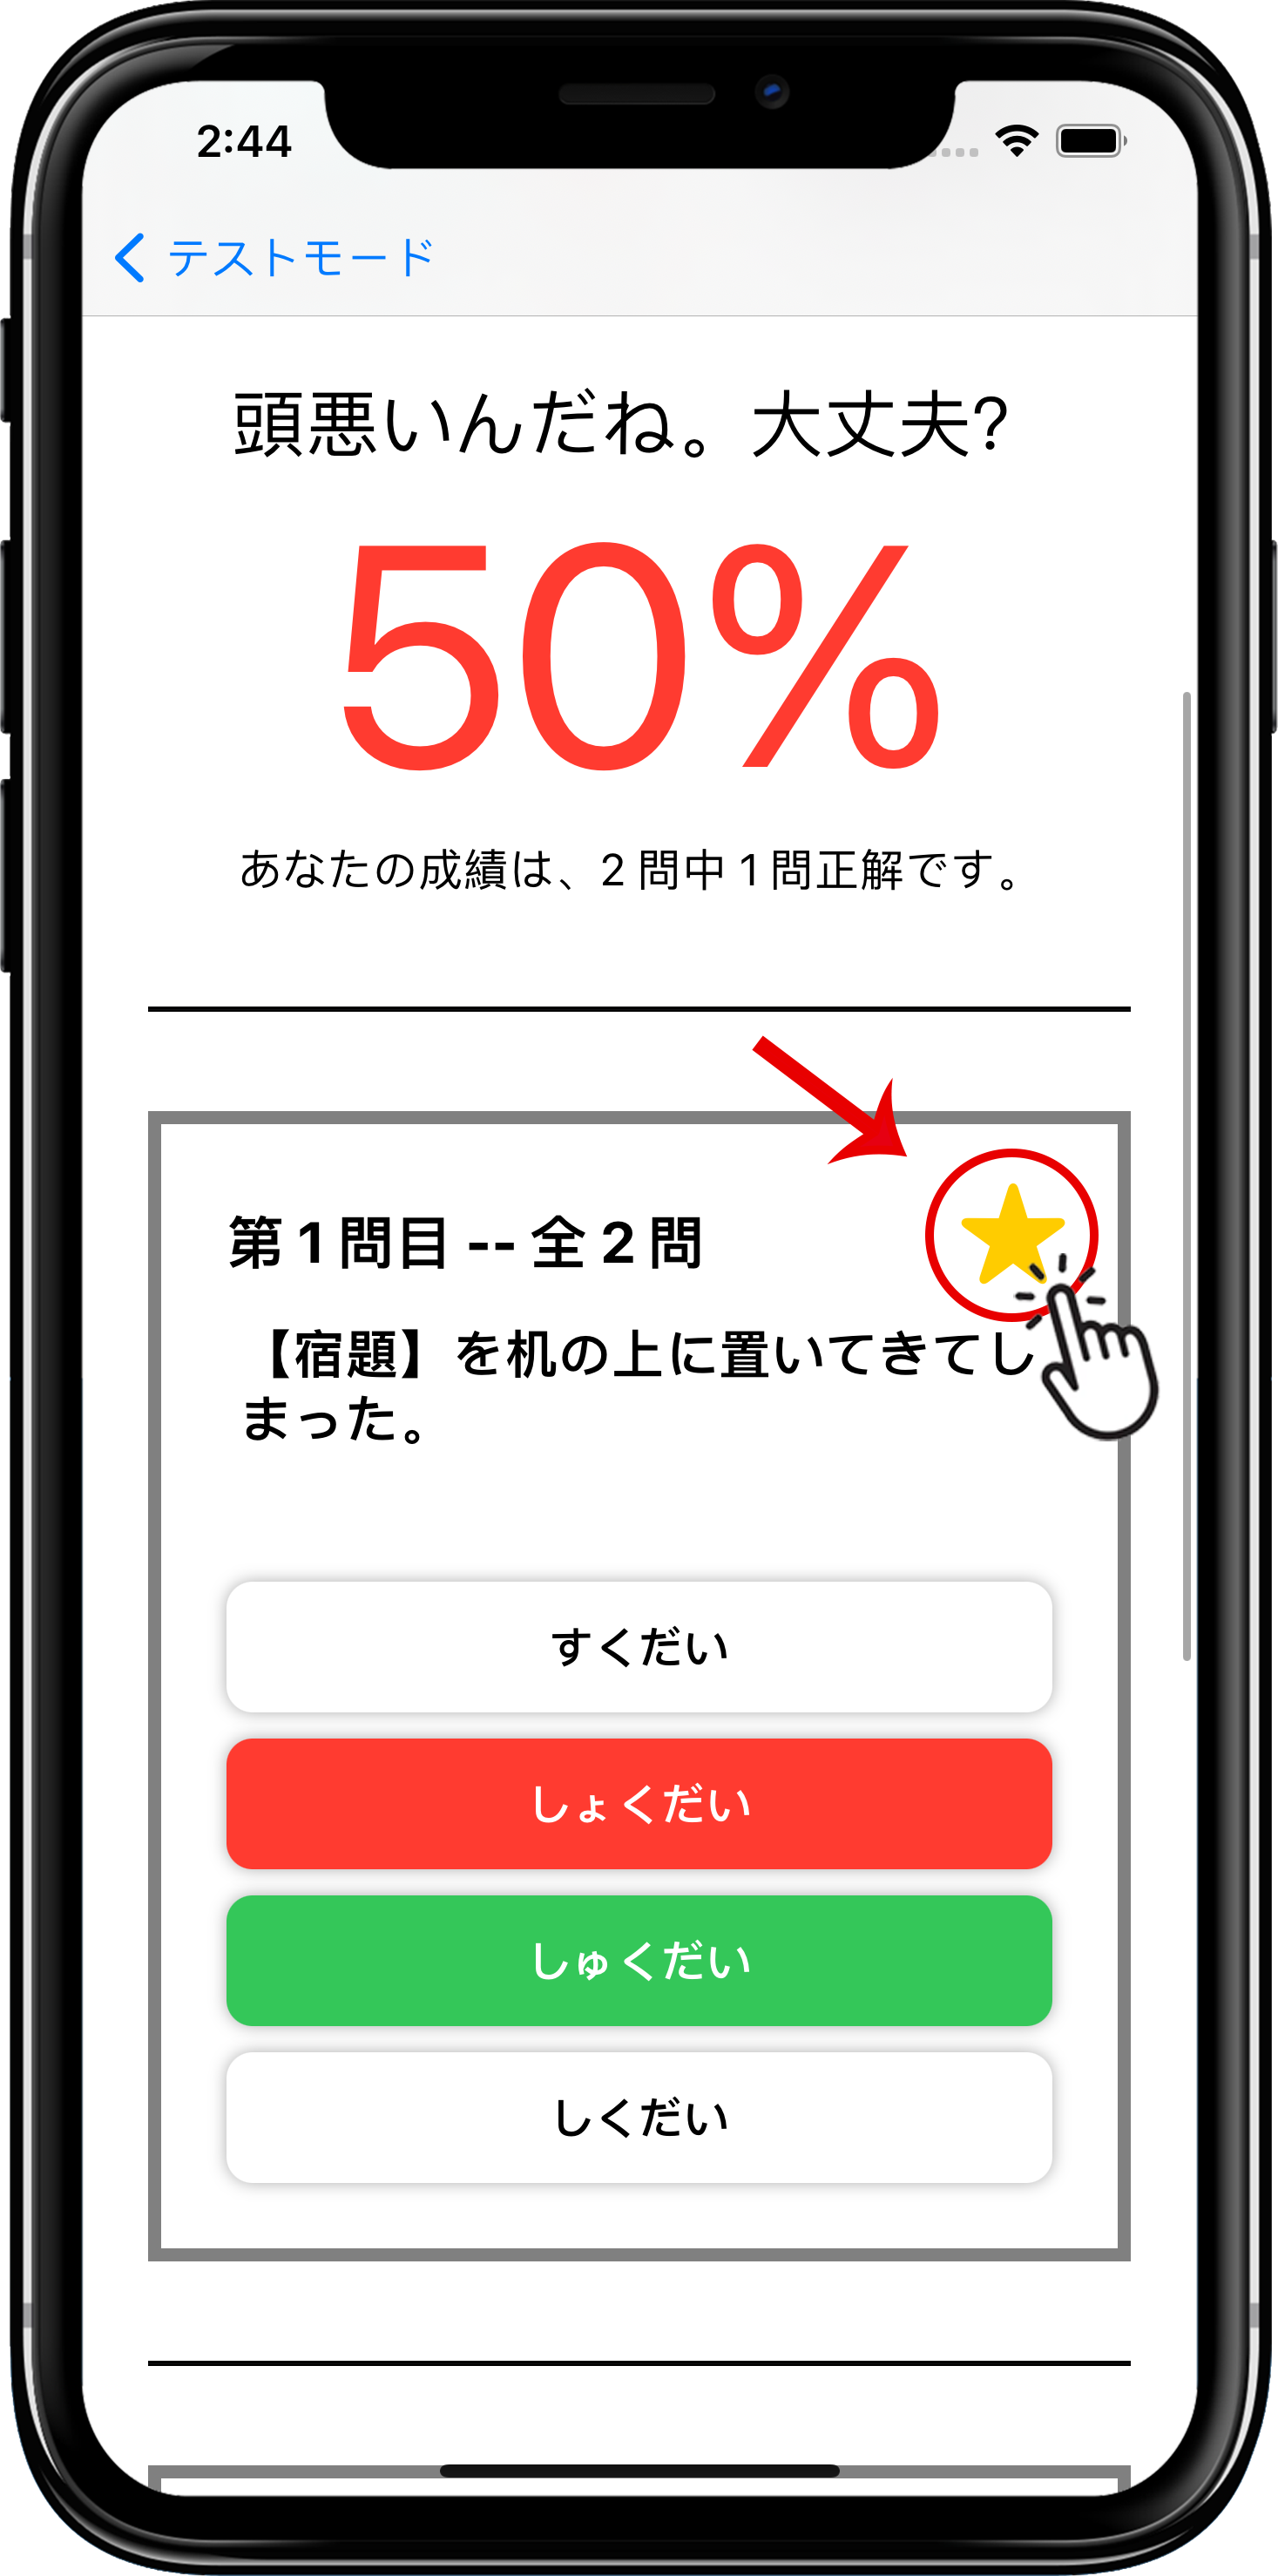 2:44
テストモード
頭悪いんだね。大丈夫?
50%
あなたの成績は、2 問中 1 問正解です。
第 1 問目 -- 全 2 問
【宿題】を机の上に置いてきてし
まった。
すくだい
しょくだい
しゅくだい
しくだい